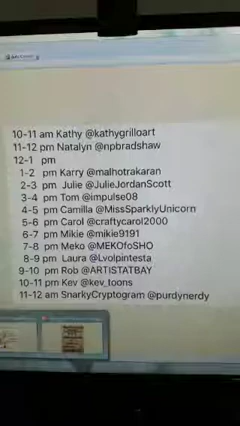 10-11 am Kathy @kathygrilloart
11-12 pm Natalyn @npbradshaw
12-1 pm
1-2 pm Karry @malhotrakaran
2-3 pm Julie @JulieJordanScott
3-4 pm Tom @impulse08
4-5 pm Camilla @MissSparklyUnicorn
5-6 pm Carol @craftycarol2000
6-7 pm Mikie @mikie9191
7-8 pm Meko @MEKOfoSHO
8-9 pm Laura @Lvolpintesta
9-10 pm Rob @ARTISTATBAY
10-11 pm Kev @kev_toons
11-12 am SnarkyCryptogram @purdynerdy